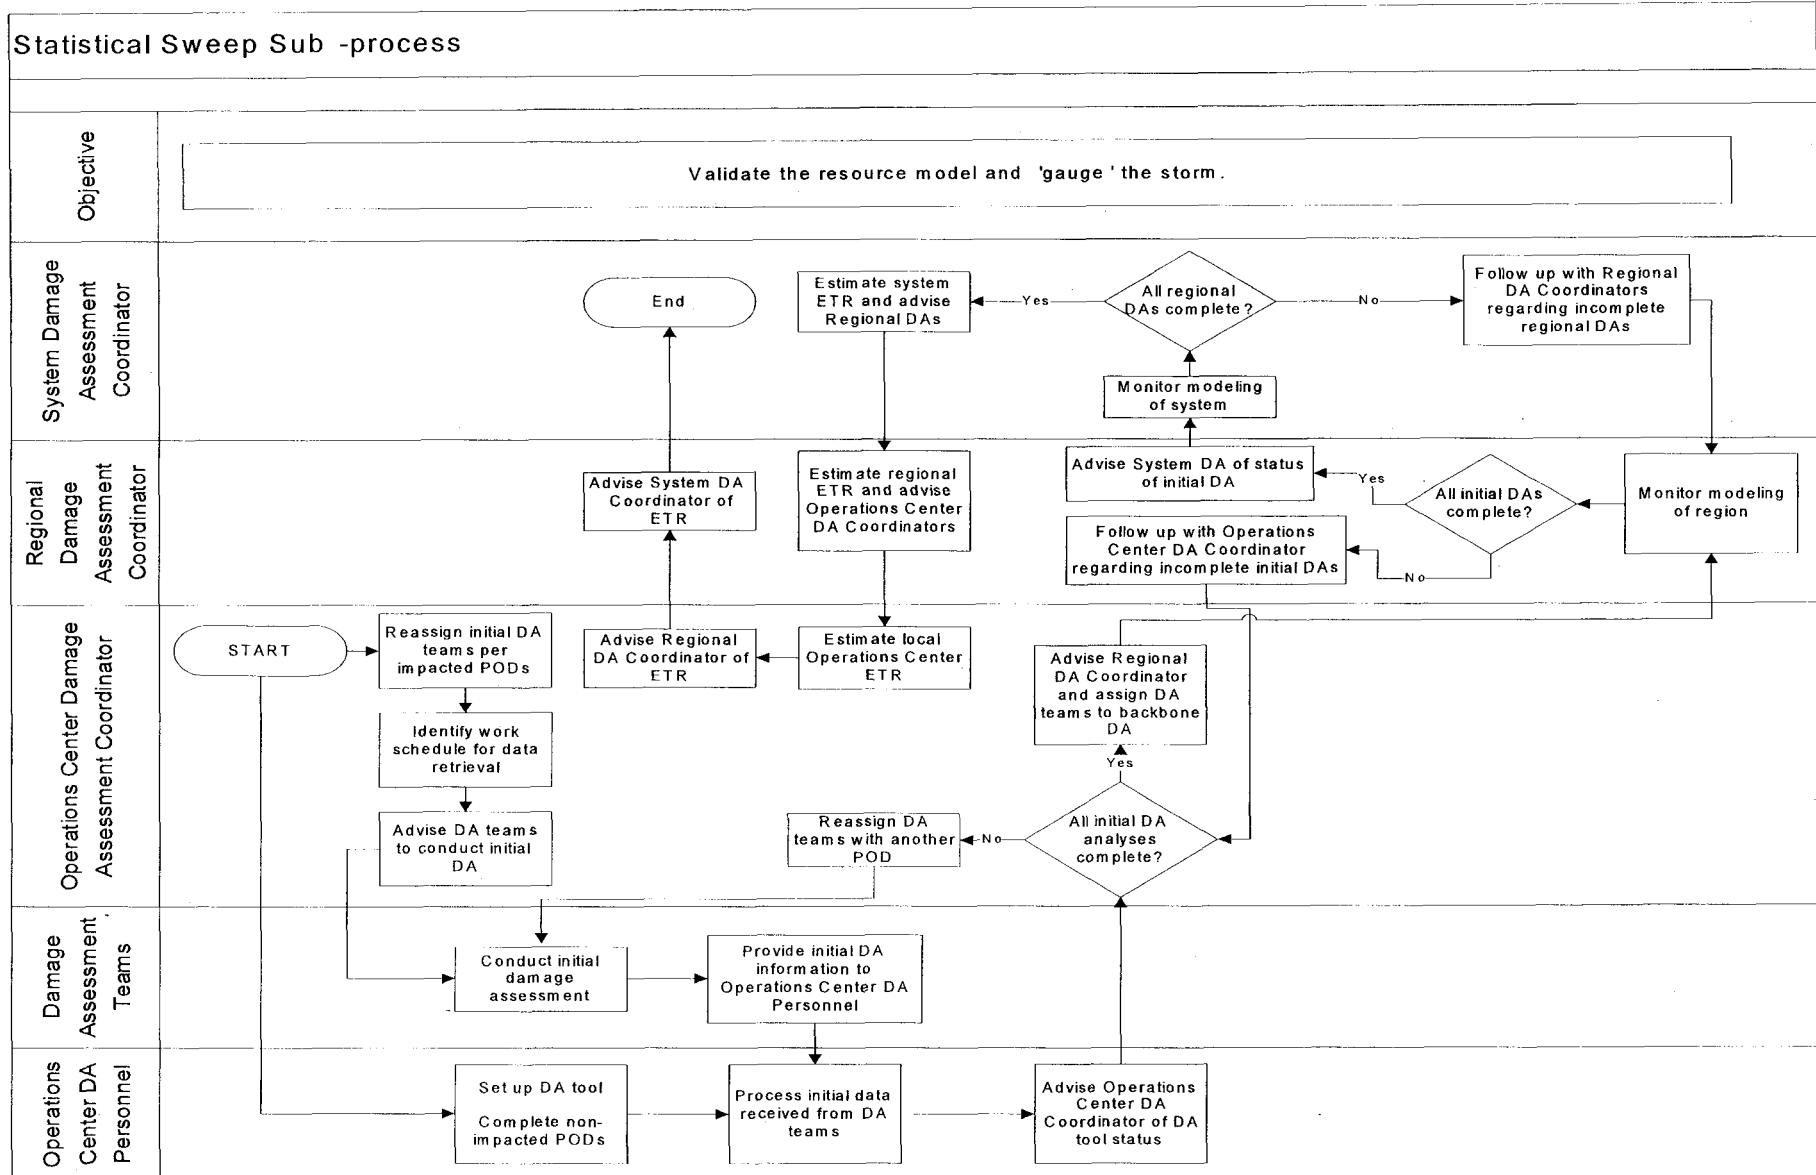 Statistical Sweep Sub -process
Objective
Validate the resource model and 'gauge' the storm.
System Damage
Assessment
Coordinator
End
Estimate system
ETR and advise
Regional DAs
Yes
All regional
DAs complete?
No
Follow up with Regional
DA Coordinators
regarding incomplete
regional DAs
Monitor modeling
of system
Regional
Damage
Assessment
Coordinator
Advise System DA
Coordinator of
ETR
Estimate regional
ETR and advise
Operations Center
DA Coordinators
Advise System DA of status
of initial DA
Yes
All initial DAs
complete?
Monitor modeling
of region
Follow up with Operations
Center DA Coordinator
regarding incomplete initial DAs
No
Operations Center Damage
Assessment Coordinator
START
Reassign initial DA
teams per
impacted PODs
Advise Regional
DA Coordinator of
ETR
Estimate local
Operations Center
ETR
Advise Regional
DA Coordinator
and assign DA
teams to backbone
DA
Identify work
schedule for data
retrieval
Yes
Advise DA teams
to conduct initial
DA
Reassign DA
teams with another
POD
No
All initial DA
analyses
complete?
Damage
Assessment
Teams
Conduct initial
damage
assessment
Provide initial DA
information to
Operations Center DA
Personnel
Operations
Center DA
Personnel
Set up DA tool
Complete non-
impacted PODs
Process initial data
received from DA
teams
Advise Operations
Center DA
Coordinator of DA
tool status